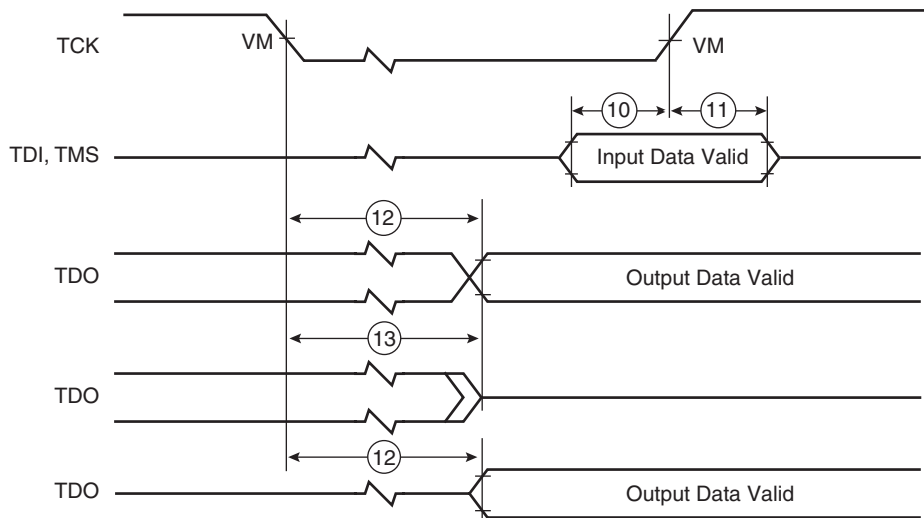 TCK
VM
VM
10
11
TDI, TMS
Input Data Valid
12
TDO
Output Data Valid
13
TDO
12
TDO
Output Data Valid